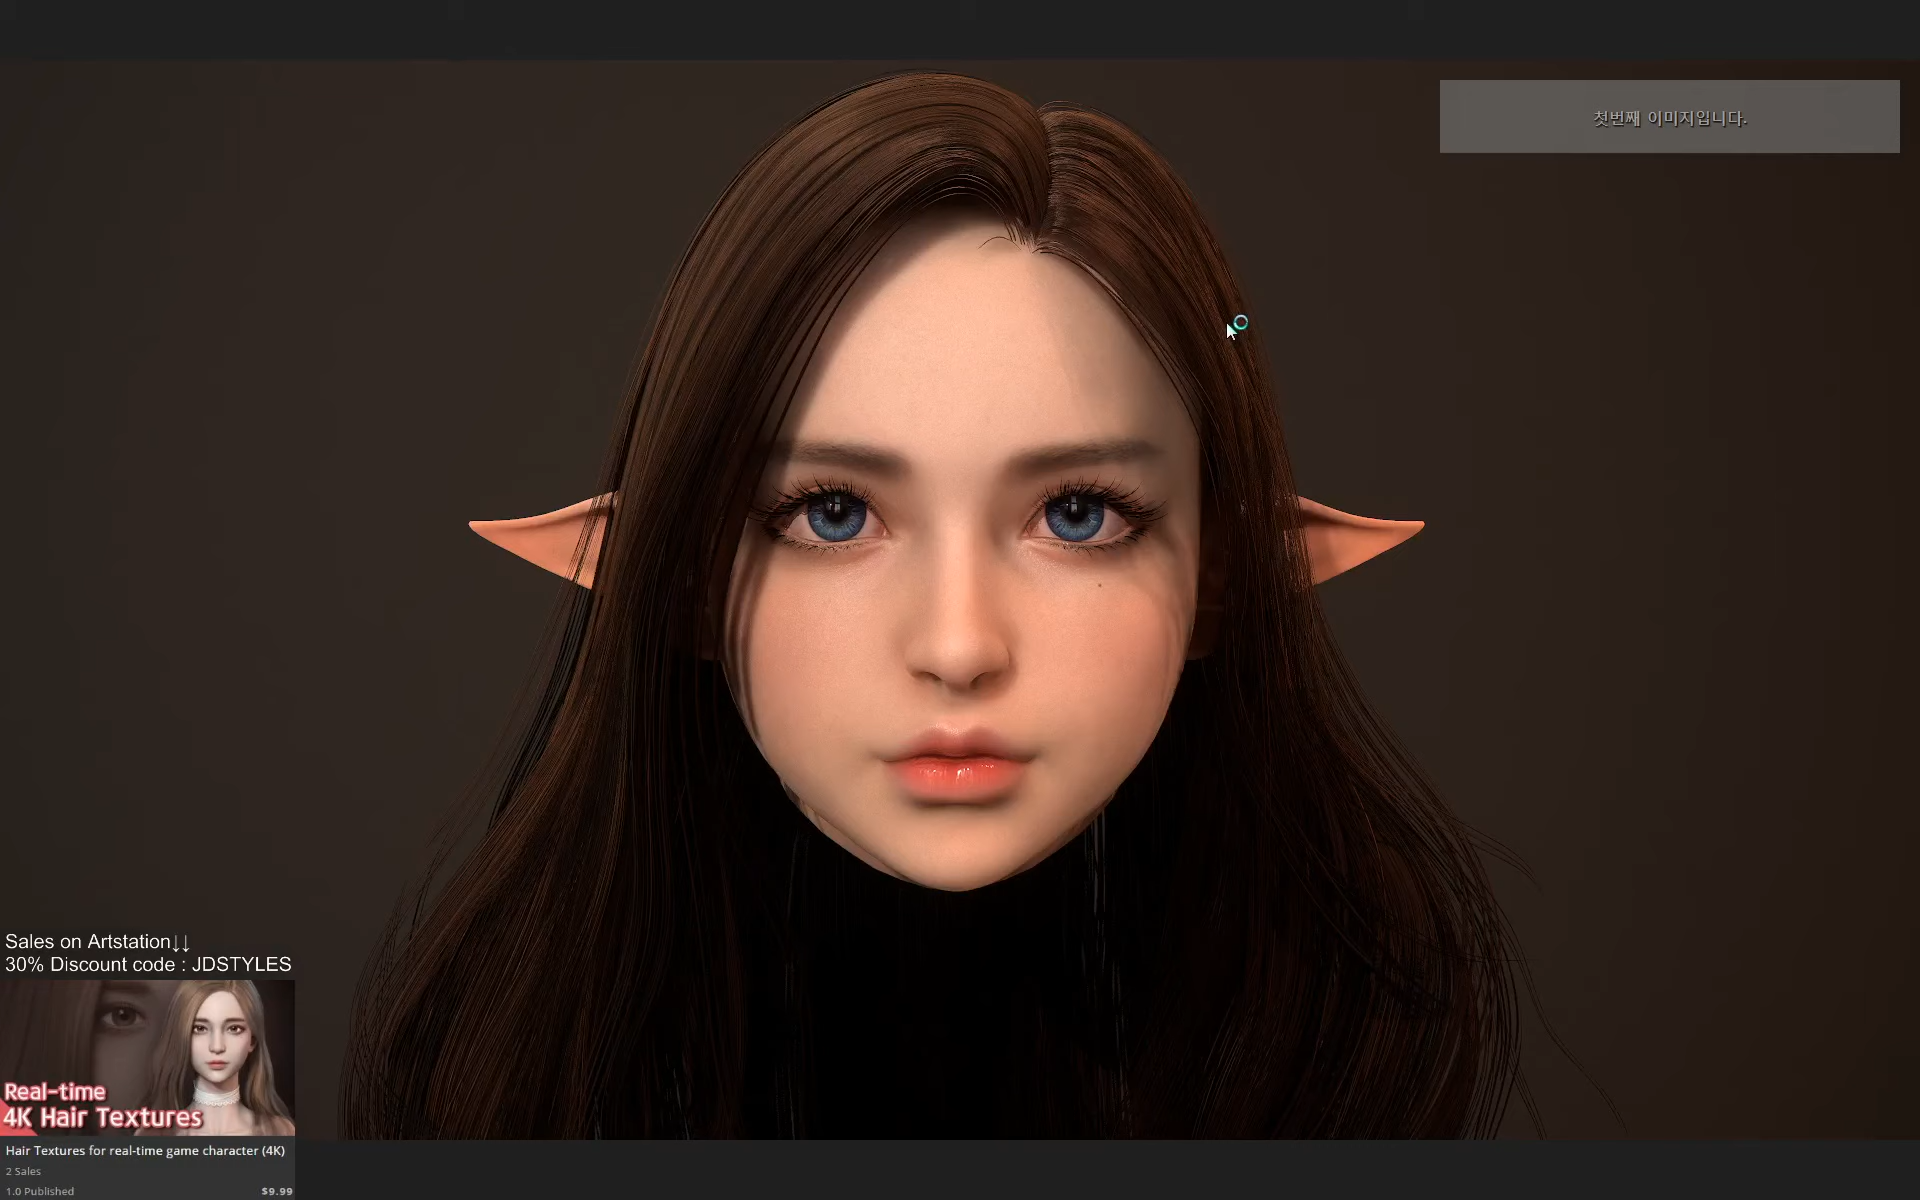 첫번째 이미지입니다.
Sales on Artstation↓↓
30% Discount code : JDSTYLES
Real-time
4K Hair Textures
Hair Textures for real-time game character (4K)
2 Sales
1.0 Published $9.99